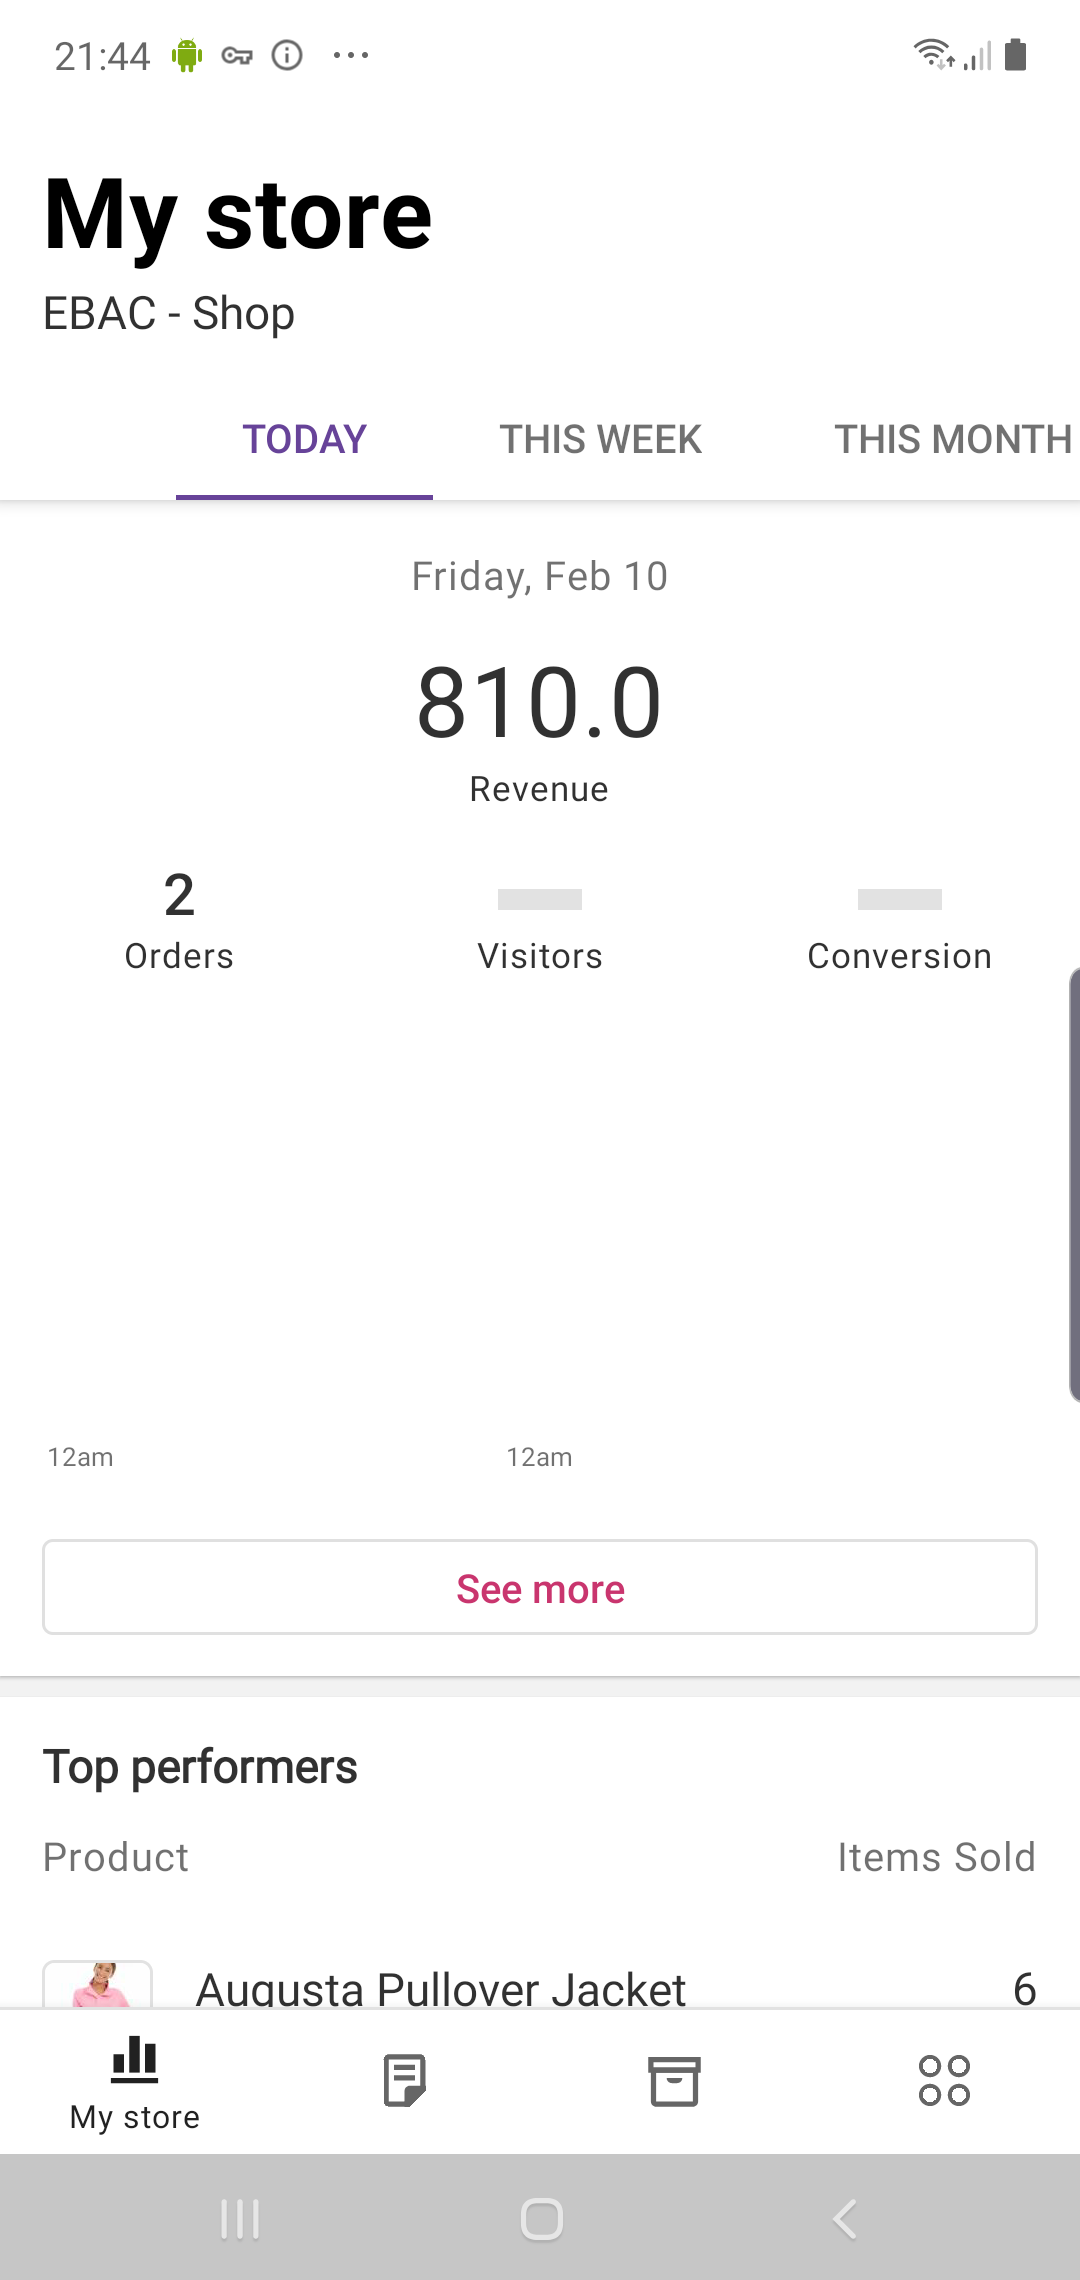 21:44
My store
EBAC - Shop
TODAY THIS WEEK THIS MONTH
Friday, Feb 10
810.0
Revenue
2
Orders Visitors Conversion
12am 12am
See more
Top performers
Product Items Sold
Augusta Pullover Jacket 6
My store